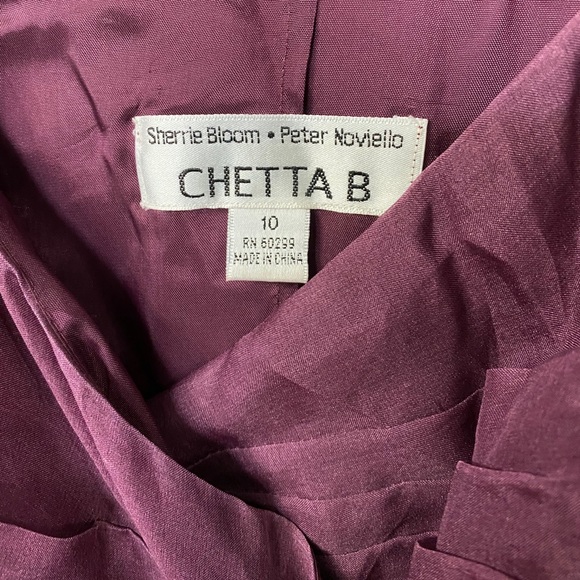 Sherrie Bloom • Peter Noviello
CHETTA B
10
RN 60299
MADE IN CHINA